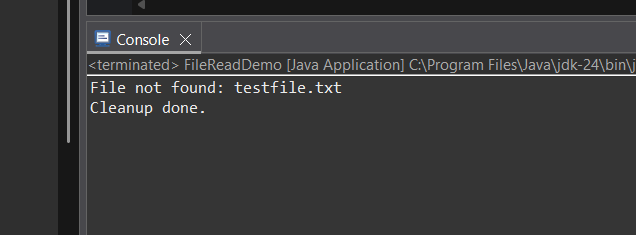 Console
<terminated> FileReadDemo [Java Application] C:\Program Files\Java\jdk-24\bin\j
File not found: testfile.txt
Cleanup done.